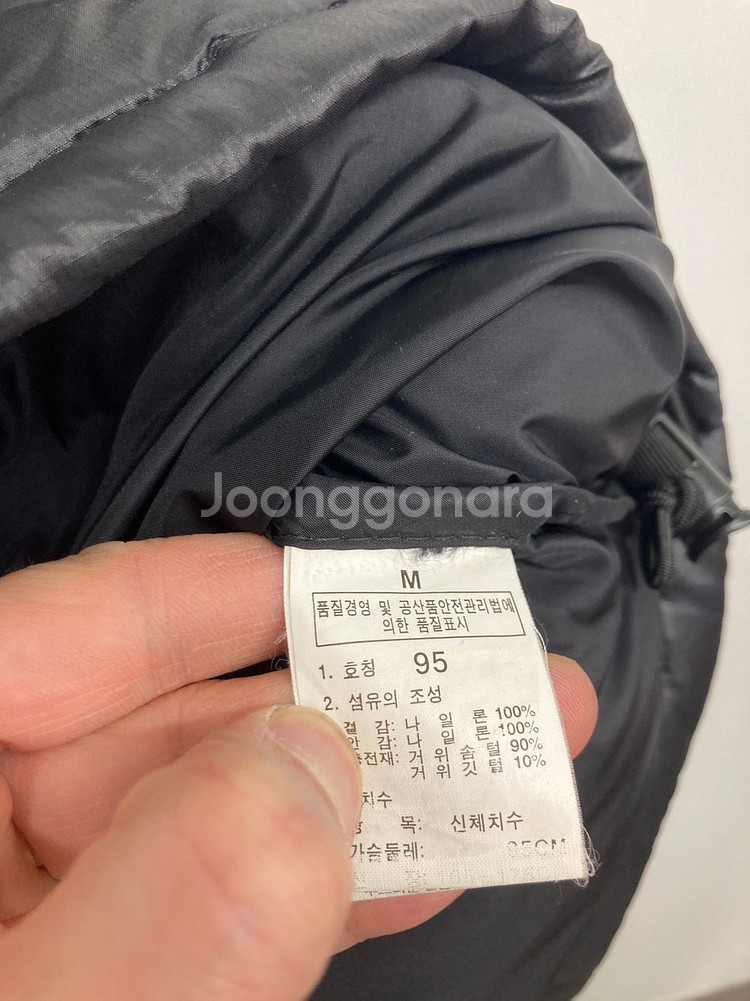 Joonggonara
M
품질경영 및 공산품안전관리법에
의한 품질표시
1. 호칭 95
2. 섬유의 조성
겉 감: 나 일 론 100%
안 감: 나 일 론 100%
충전재: 거 위 솜 털 90%
거 위 깃 털 10%
치수
목: 신체치수
가슴둘레: 95CM